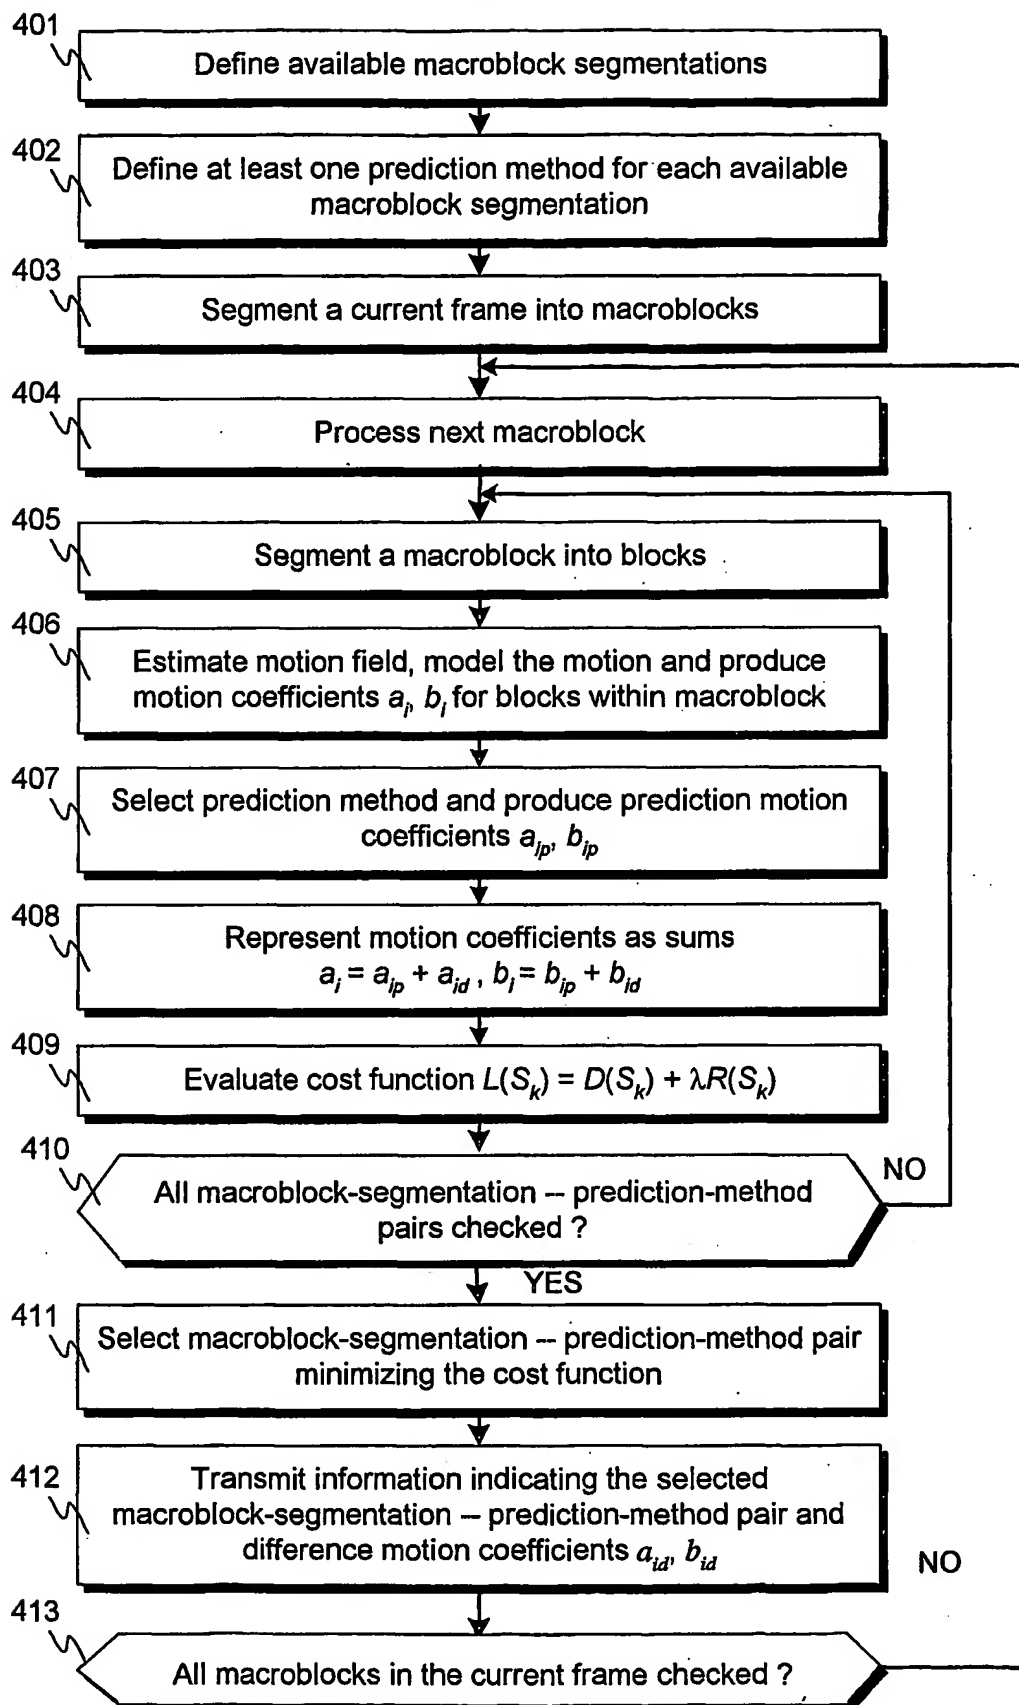 401
Define available macroblock segmentations
402
Define at least one prediction method for each available
macroblock segmentation
403
Segment a current frame into macroblocks
404
Process next macroblock
405
Segment a macroblock into blocks
406
Estimate motion field, model the motion and produce
motion coefficients a_i, b_i for blocks within macroblock
407
Select prediction method and produce prediction motion
coefficients a_ip, b_ip
408
Represent motion coefficients as sums
a_i = a_ip + a_id , b_i = b_ip + b_id
409
Evaluate cost function L(S_k) = D(S_k) + λR(S_k)
410
NO
All macroblock-segmentation – prediction-method
pairs checked ?
YES
411
Select macroblock-segmentation – prediction-method pair
minimizing the cost function
412
Transmit information indicating the selected
macroblock-segmentation – prediction-method pair and
difference motion coefficients a_id, b_id
NO
413
All macroblocks in the current frame checked ?